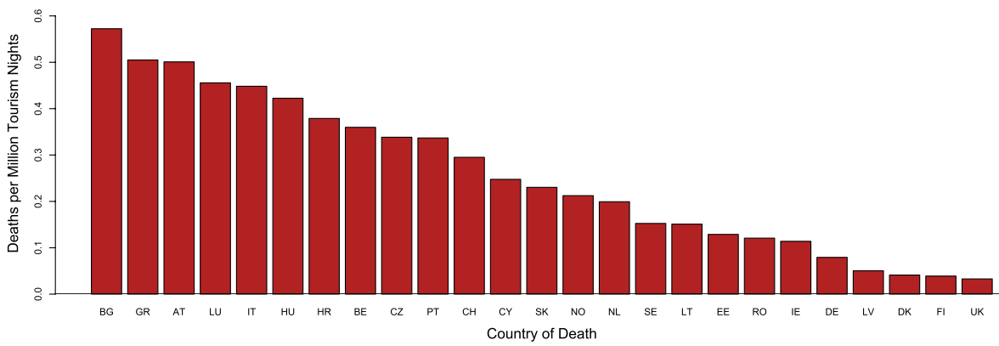 Deaths per Million Tourism Nights
0.6
0.5
0.4
0.3
0.2
0.1
0.0
BG GR AT LU IT HU HR BE CZ PT CH CY SK NO NL SE LT EE RO IE DE LV DK FI UK
Country of Death